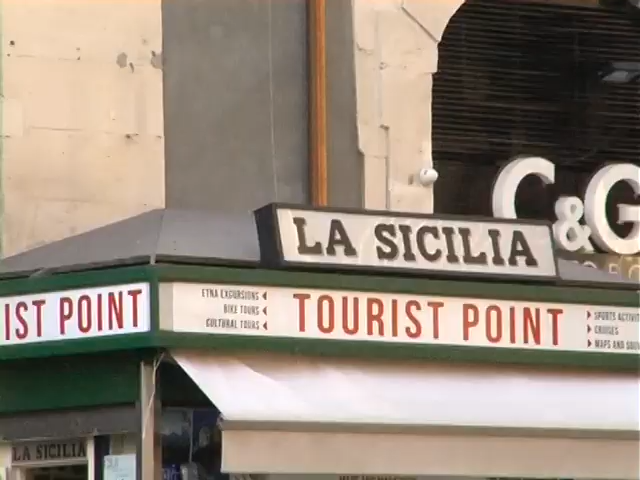 C&G
LA SICILIA
IST POINT
ETNA EXCURSIONS
BIKE TOURS
CULTURAL TOURS
TOURIST POINT
SPORTS ACTIVIT
CRUISES
MAPS AND SOU
LA SICILIA